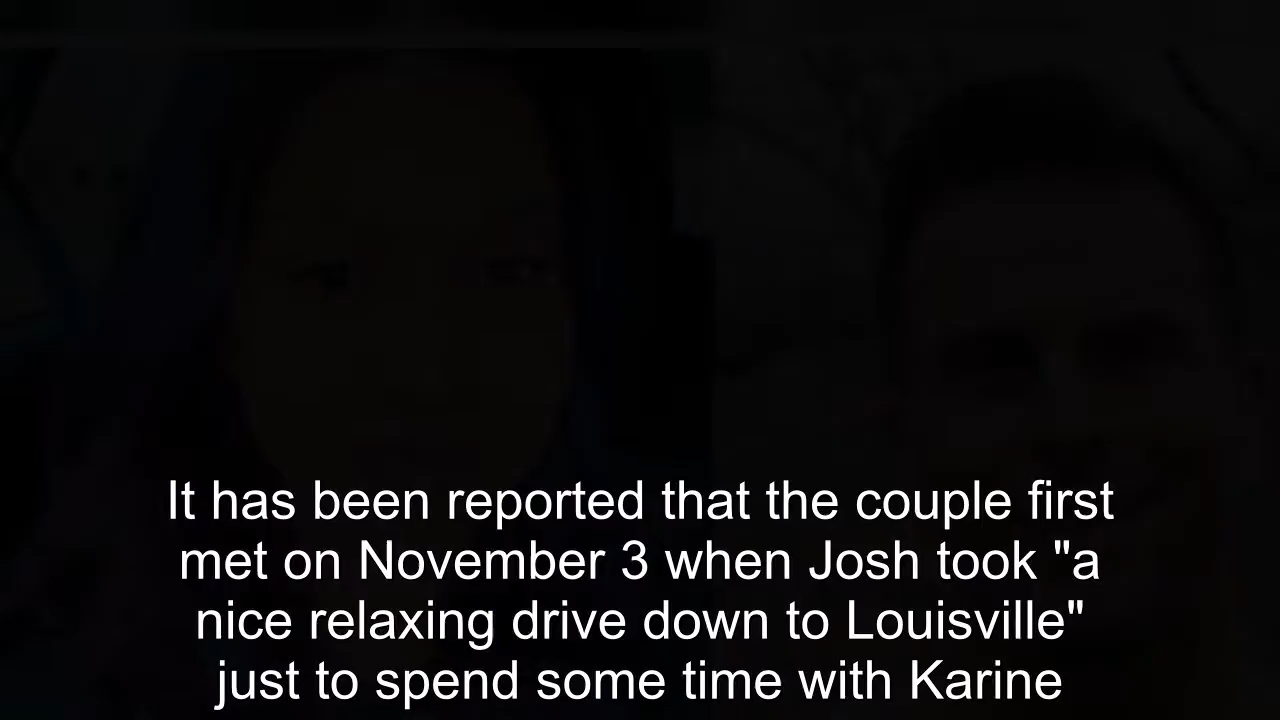 It has been reported that the couple first
met on November 3 when Josh took "a
nice relaxing drive down to Louisville"
just to spend some time with Karine